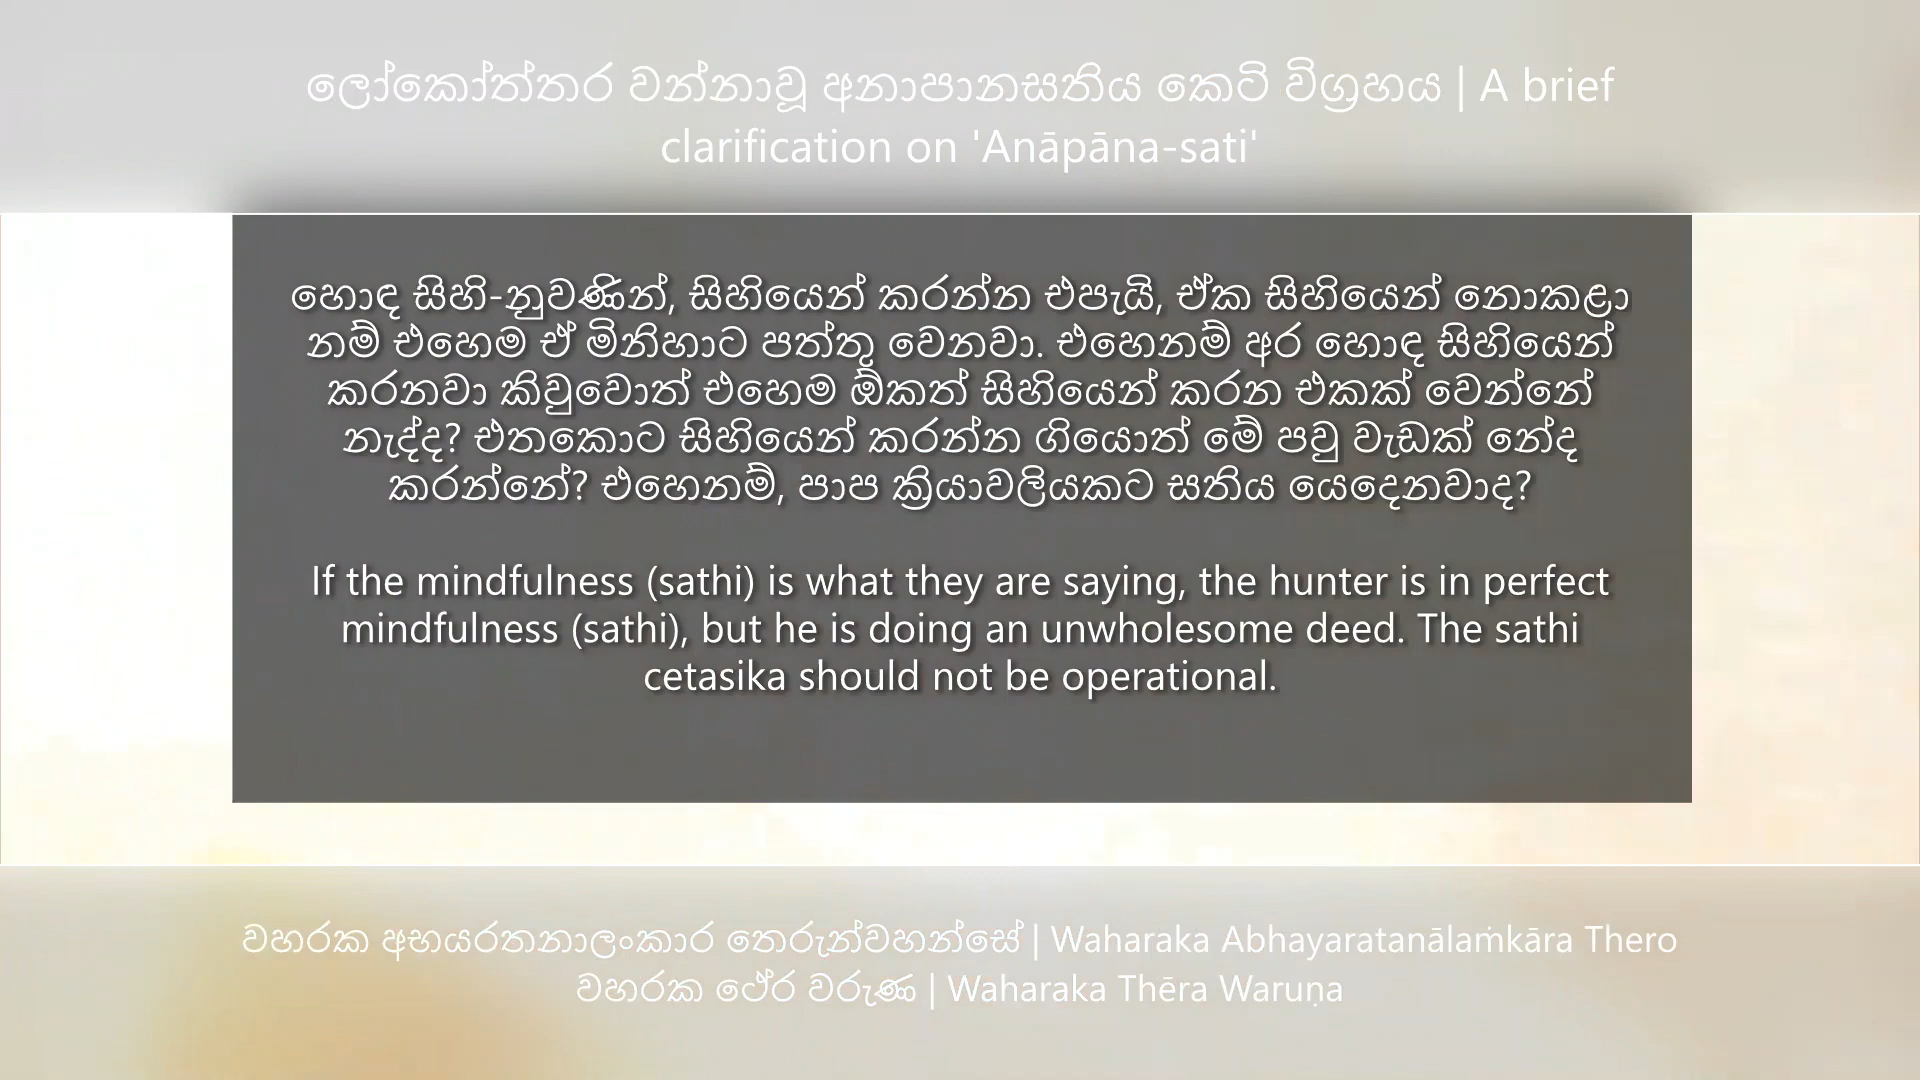 ලෝකෝත්තර වන්නාවූ අනාපානසතිය කෙටි විග්‍රහය | A brief
clarification on 'Anāpāna-sati'
හොඳ සිහි-නුවණින්, සිහියෙන් කරන්න එපැයි, ඒක සිහියෙන් නොකළා
නම් එහෙම ඒ මිනිහාට පත්තු වෙනවා. එහෙනම් අර හොඳ සිහියෙන්
කරනවා කිවුවොත් එහෙම ඕකත් සිහියෙන් කරන එකක් වෙන්නේ
නැද්ද? එතකොට සිහියෙන් කරන්න ගියොත් මේ පවු වැඩක් නේද
කරන්නේ? එහෙනම්, පාප ක්‍රියාවලියකට සතිය යෙදෙනවාද?
If the mindfulness (sathi) is what they are saying, the hunter is in perfect
mindfulness (sathi), but he is doing an unwholesome deed. The sathi
cetasika should not be operational.
වහරක අභයරතනාලංකාර තෙරුන්වහන්සේ | Waharaka Abhayaratanālaṁkāra Thero
වහරක ථේර වරුණ | Waharaka Thēra Waruṇa